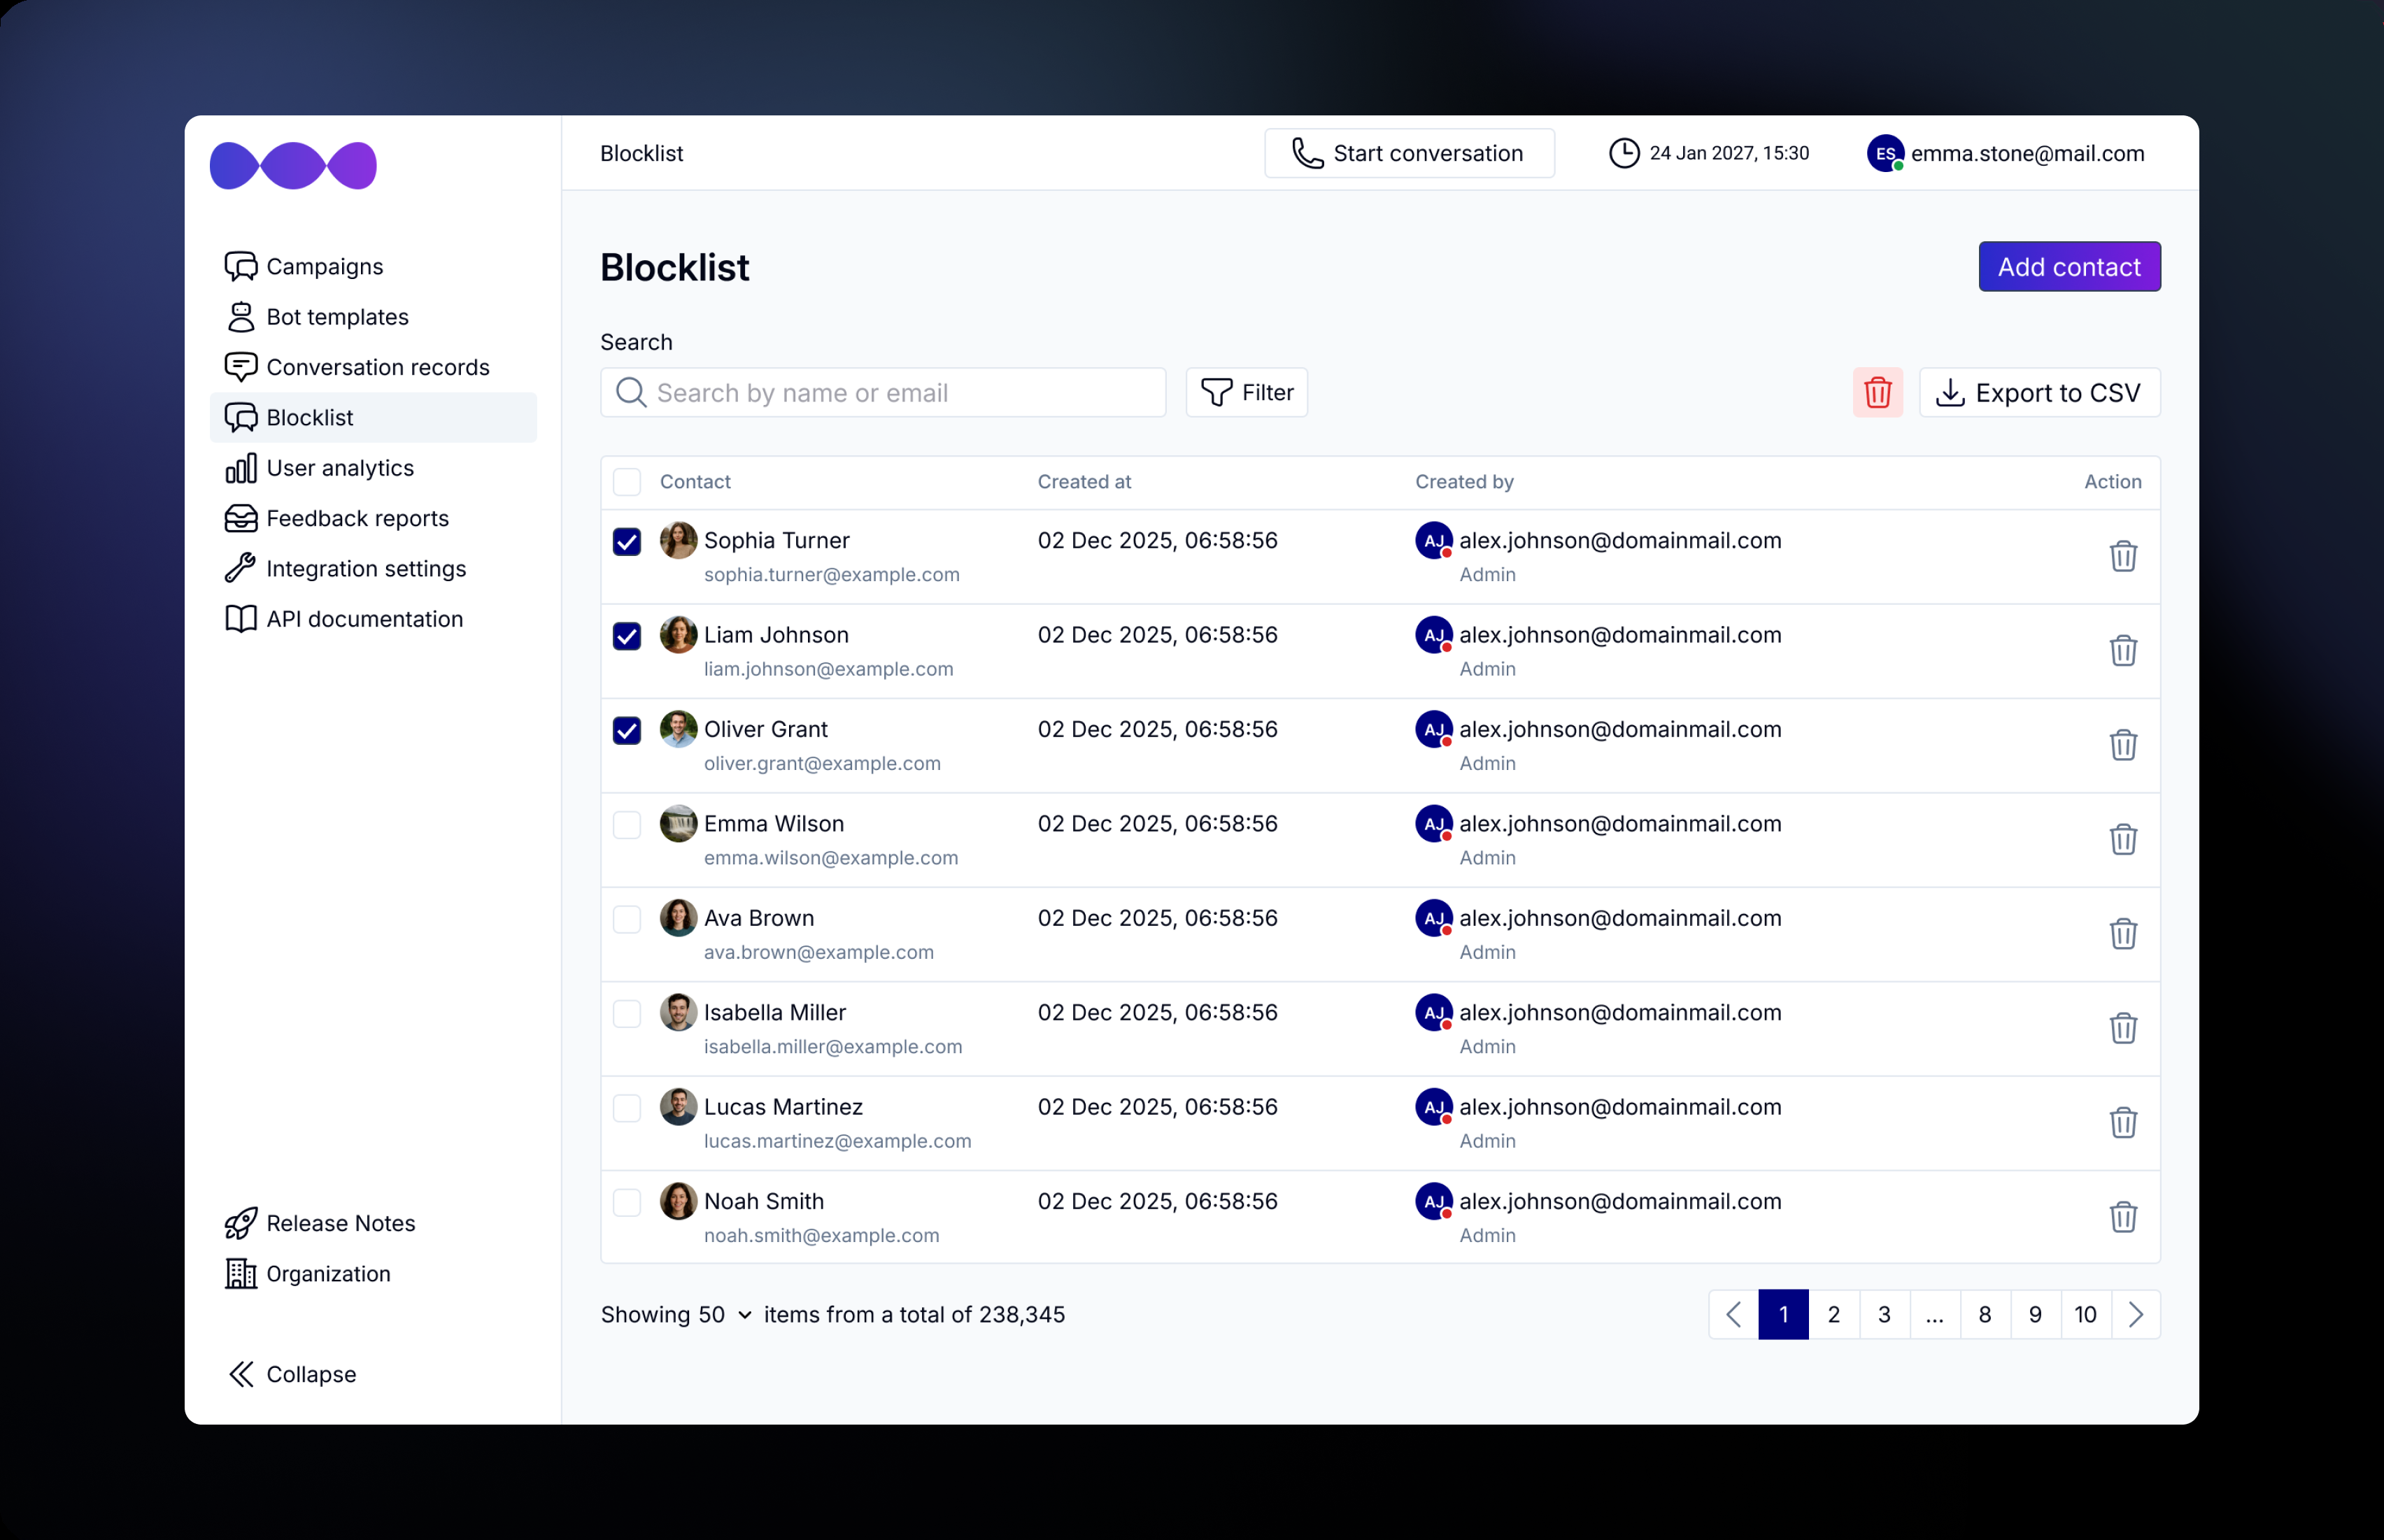 Blocklist
Start conversation
24 Jan 2027, 15:30
ES
emma.stone@mail.com
Campaigns
Bot templates
Conversation records
Blocklist
User analytics
Feedback reports
Integration settings
API documentation
Release Notes
Organization
Collapse
Blocklist
Add contact
Search
Search by name or email
Filter
Export to CSV
Contact Created at Created by Action
Sophia Turner 02 Dec 2025, 06:58:56 AJ alex.johnson@domainmail.com
sophia.turner@example.com Admin
Liam Johnson 02 Dec 2025, 06:58:56 AJ alex.johnson@domainmail.com
liam.johnson@example.com Admin
Oliver Grant 02 Dec 2025, 06:58:56 AJ alex.johnson@domainmail.com
oliver.grant@example.com Admin
Emma Wilson 02 Dec 2025, 06:58:56 AJ alex.johnson@domainmail.com
emma.wilson@example.com Admin
Ava Brown 02 Dec 2025, 06:58:56 AJ alex.johnson@domainmail.com
ava.brown@example.com Admin
Isabella Miller 02 Dec 2025, 06:58:56 AJ alex.johnson@domainmail.com
isabella.miller@example.com Admin
Lucas Martinez 02 Dec 2025, 06:58:56 AJ alex.johnson@domainmail.com
lucas.martinez@example.com Admin
Noah Smith 02 Dec 2025, 06:58:56 AJ alex.johnson@domainmail.com
noah.smith@example.com Admin
Showing 50 items from a total of 238,345
1 2 3 ... 8 9 10